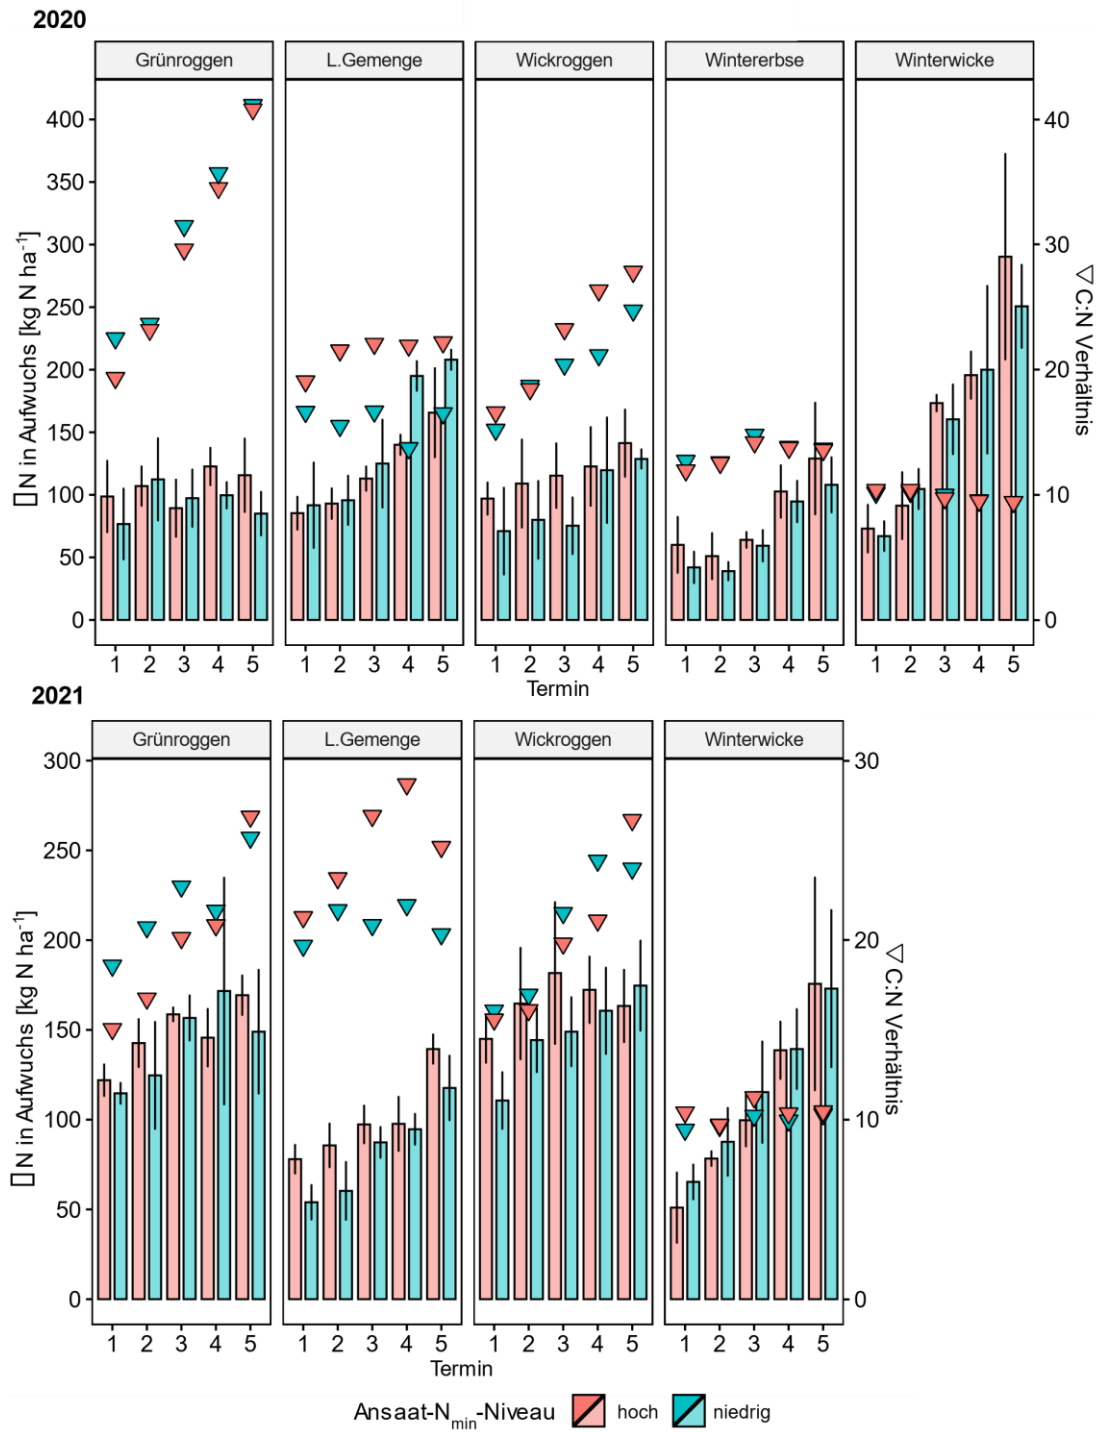 2020
Grünroggen L.Gemenge Wickroggen Wintererbse Winterwicke
400 40
350
300 30
250
200 20
150
100 10
50
0 0
▯N in Aufwuchs [kg N ha⁻¹]
▽ C:N Verhältnis
1 2 3 4 5 1 2 3 4 5 1 2 3 4 5 1 2 3 4 5 1 2 3 4 5
Termin
2021
Grünroggen L.Gemenge Wickroggen Winterwicke
300 30
250
200 20
150
100 10
50
0 0
▯N in Aufwuchs [kg N ha⁻¹]
▽ C:N Verhältnis
1 2 3 4 5 1 2 3 4 5 1 2 3 4 5 1 2 3 4 5
Termin
Ansaat-Nmin-Niveau hoch niedrig